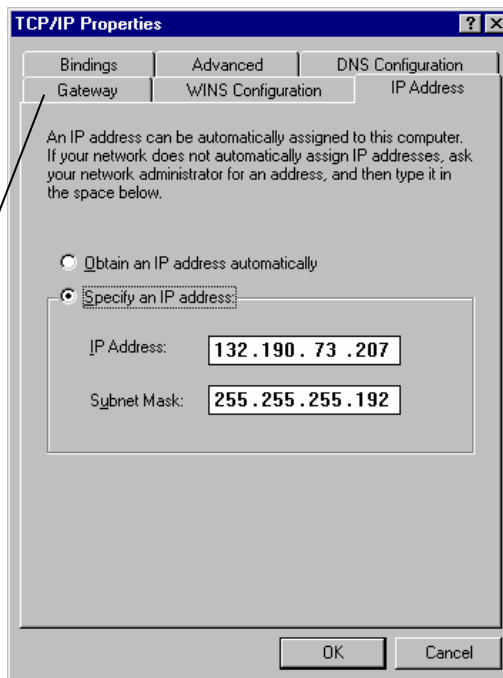 TCP/IP Properties ? ×
Bindings Advanced DNS Configuration
Gateway WINS Configuration IP Address
An IP address can be automatically assigned to this computer.
If your network does not automatically assign IP addresses, ask
your network administrator for an address, and then type it in
the space below.
Obtain an IP address automatically
Specify an IP address:
IP Address: 132.190.73.207
Subnet Mask: 255.255.255.192
OK Cancel